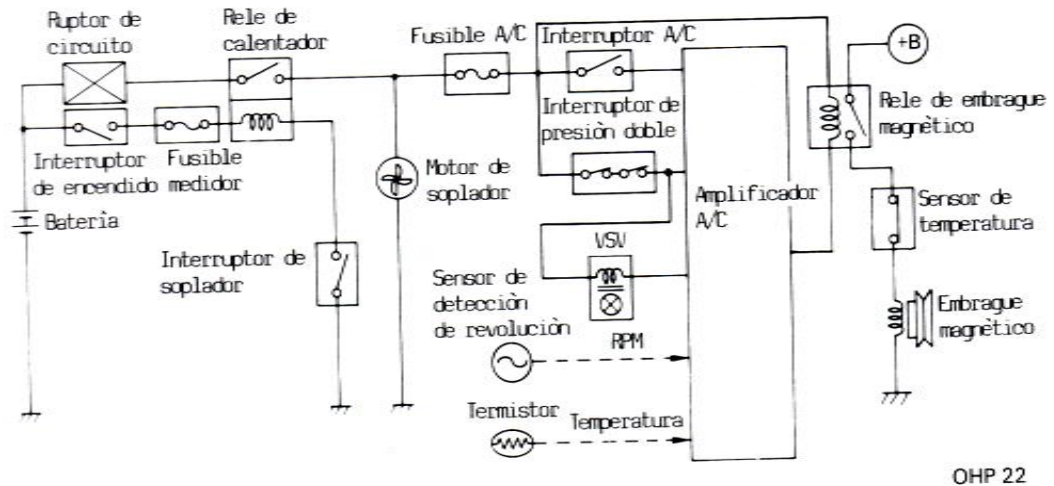 Ruptor de
circuito
Rele de
calentador
Fusible A/C
Interruptor A/C
+B
Interruptor de
presiòn doble
Rele de embrague
magnètico
Interruptor
de encendido
Fusible
medidor
Motor de
soplador
Amplificador
A/C
Sensor de
temperatura
Baterîa
Interruptor de
soplador
VSV
Sensor de
detecciòn
de revoluciòn
RPM
Embrague
magnètico
Termistor
Temperatura
OHP 22